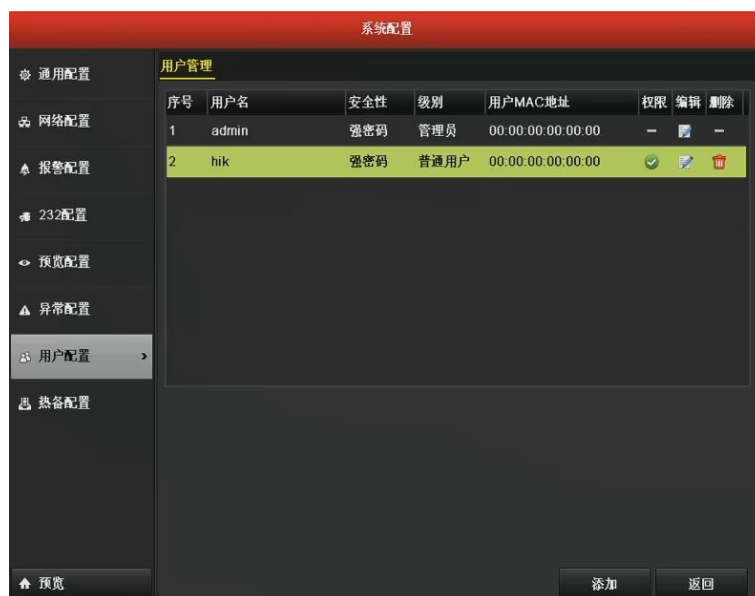 系统配置
通用配置
网络配置
报警配置
232配置
预览配置
异常配置
用户配置
热备配置
预览
用户管理
序号 用户名 安全性 级别 用户MAC地址 权限 编辑 删除
1 admin 强密码 管理员 00:00:00:00:00:00 — —
2 hik 强密码 普通用户 00:00:00:00:00:00
添加 返回